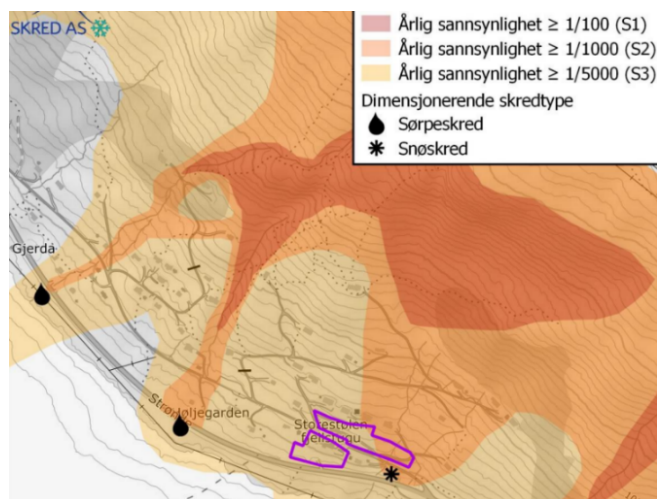 SKRED AS
Årlig sannsynlighet ≥ 1/100 (S1)
Årlig sannsynlighet ≥ 1/1000 (S2)
Årlig sannsynlighet ≥ 1/5000 (S3)
Dimensjonerende skredtype
Sørpeskred
Snøskred
Gjerda
Storestølen